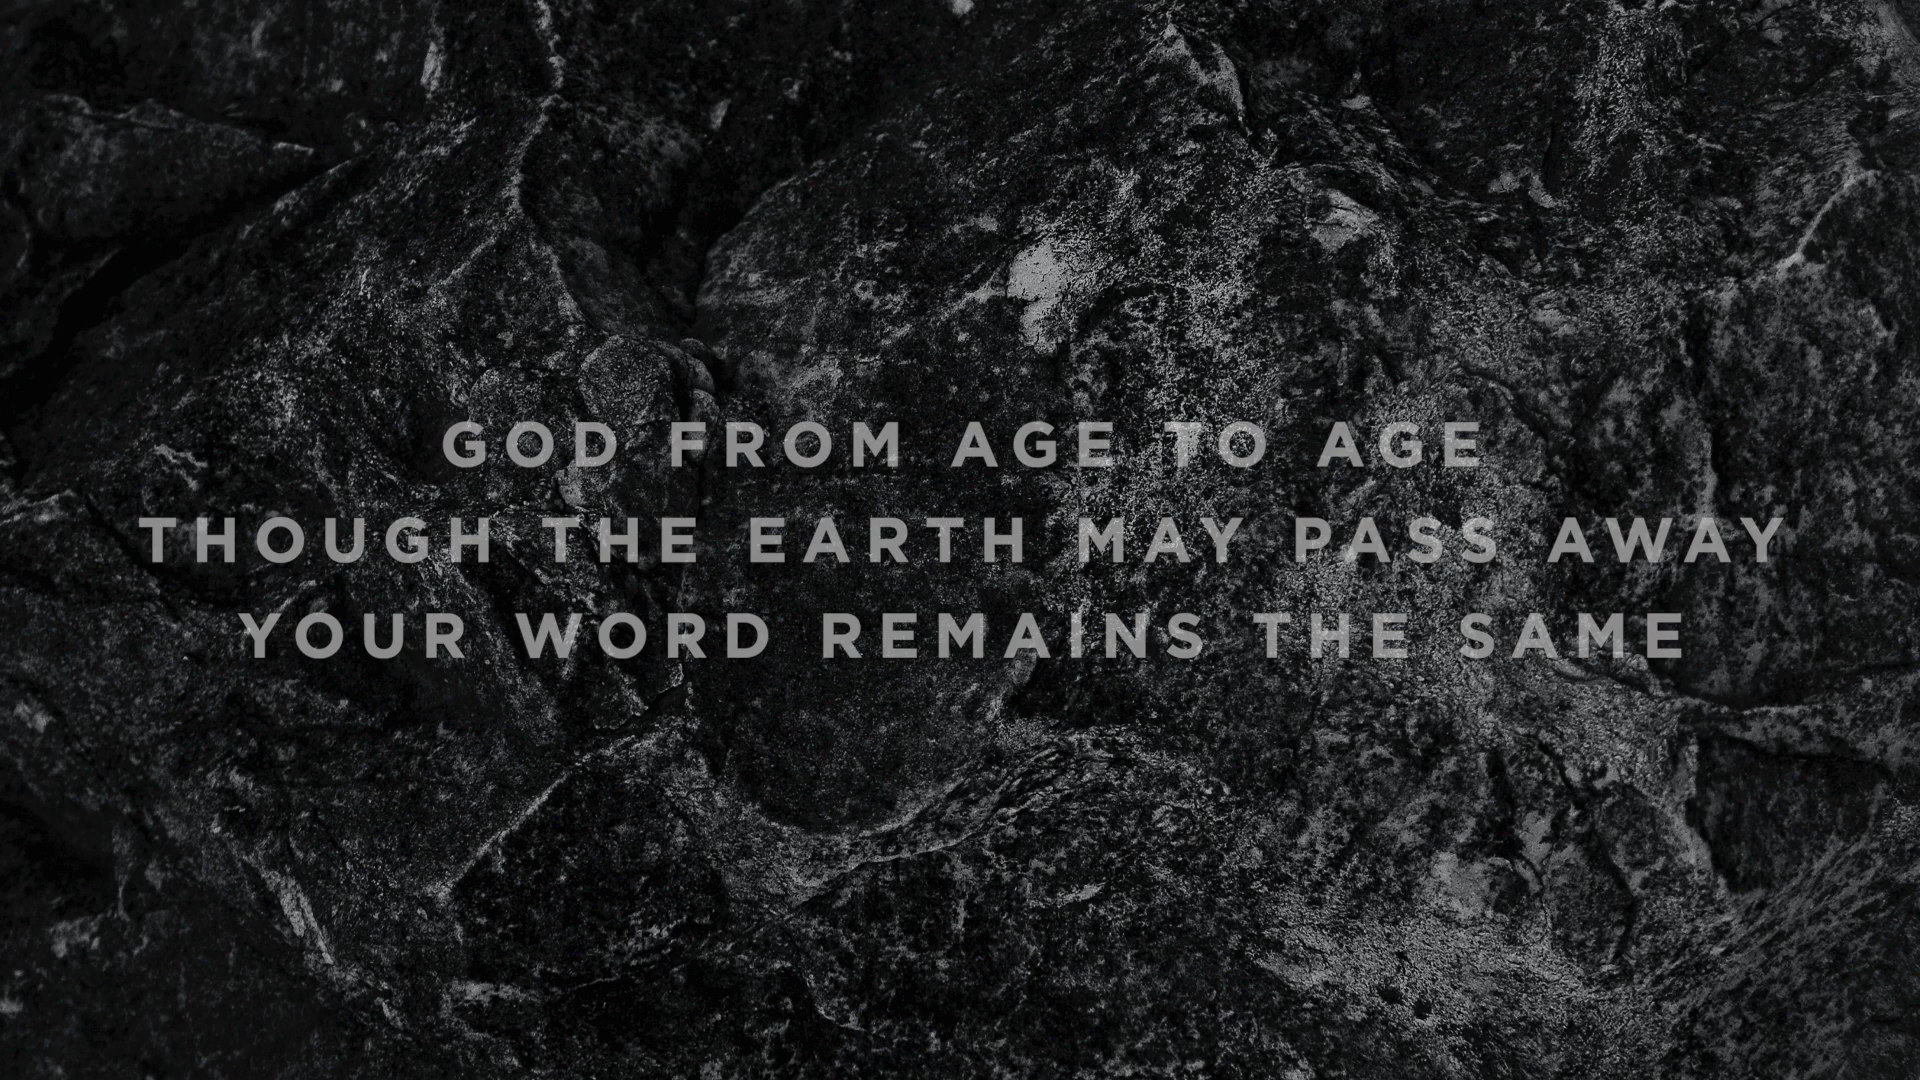 GOD FROM AGE TO AGE
THOUGH THE EARTH MAY PASS AWAY
YOUR WORD REMAINS THE SAME